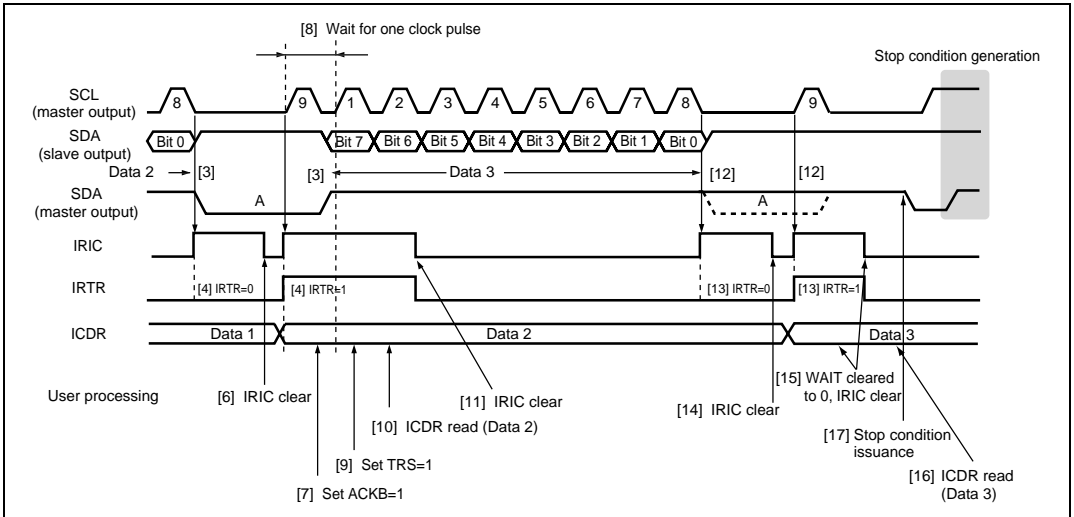 [8] Wait for one clock pulse
Stop condition generation
SCL
(master output)
8 9 1 2 3 4 5 6 7 8 9
SDA
(slave output)
Bit 0 Bit 7 Bit 6 Bit 5 Bit 4 Bit 3 Bit 2 Bit 1 Bit 0
Data 2 [3] [3] Data 3 [12] [12]
SDA
(master output)
A A
IRIC
IRTR
[4] IRTR=0 [4] IRTR=1 [13] IRTR=0 [13] IRTR=1
ICDR
Data 1 Data 2 Data 3
User processing
[6] IRIC clear
[11] IRIC clear
[10] ICDR read (Data 2)
[9] Set TRS=1
[7] Set ACKB=1
[14] IRIC clear
[15] WAIT cleared
to 0, IRIC clear
[17] Stop condition
issuance
[16] ICDR read
(Data 3)